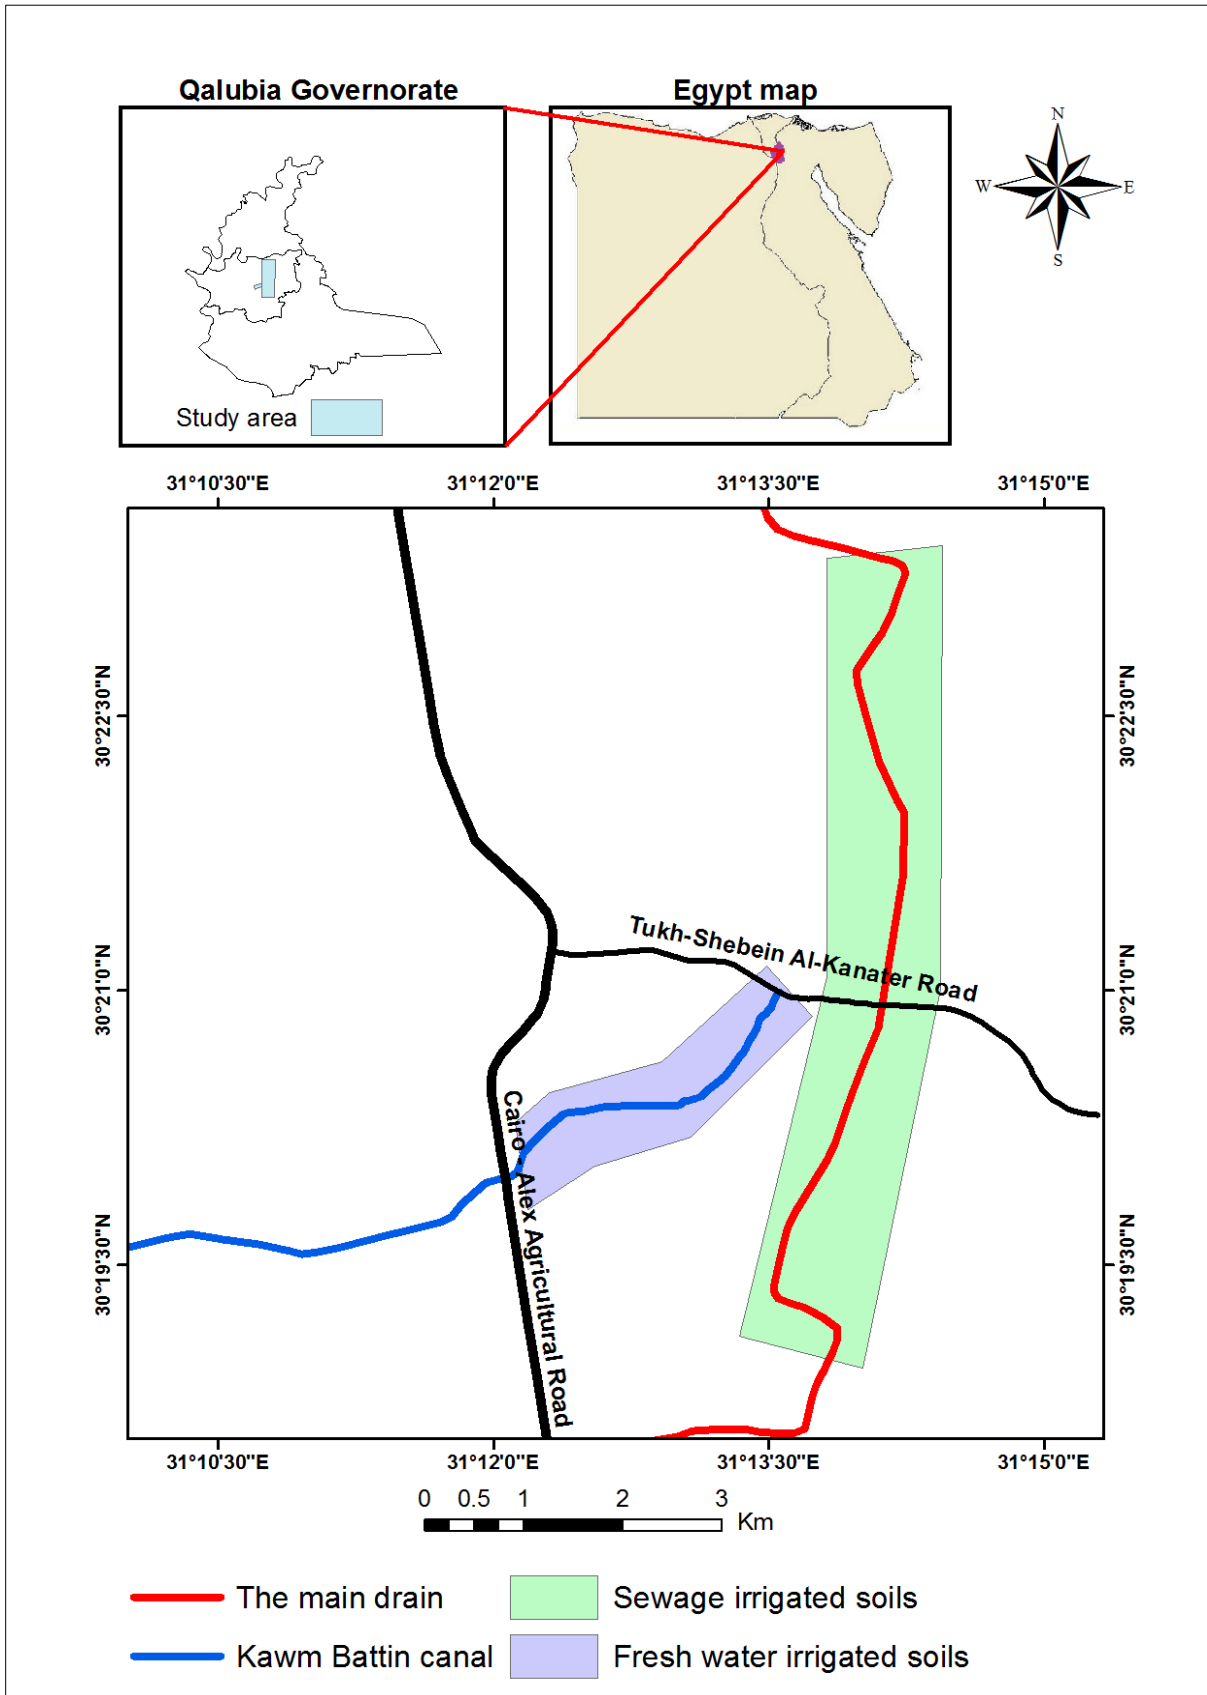 Qalubia Governorate
Egypt map
N
W
E
S
Study area
31°10'30"E
31°12'0"E
31°13'30"E
31°15'0"E
30°22'30"N
30°22'30"N
Tukh-Shebein Al-Kanater Road
30°21'0"N
30°21'0"N
Cairo - Alex Agricultural Road
30°19'30"N
30°19'30"N
31°10'30"E
31°12'0"E
31°13'30"E
31°15'0"E
0 0.5 1 2 3
Km
The main drain
Sewage irrigated soils
Kawm Battin canal
Fresh water irrigated soils